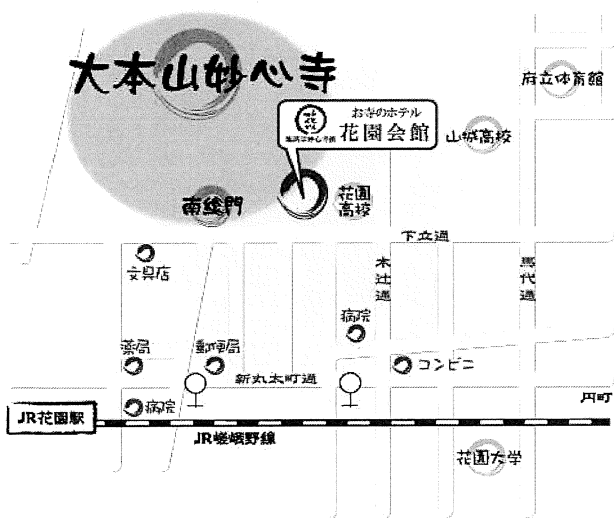 大本山妙心寺
府立体育館
お寺のホテル
花園会館
山城高校
南総門
花園
高校
下立通
文具店
木辻通
馬代通
病院
薬局
郵便局
コンビニ
新丸太町通
円町
病院
JR花園駅
JR嵯峨野線
花園大学